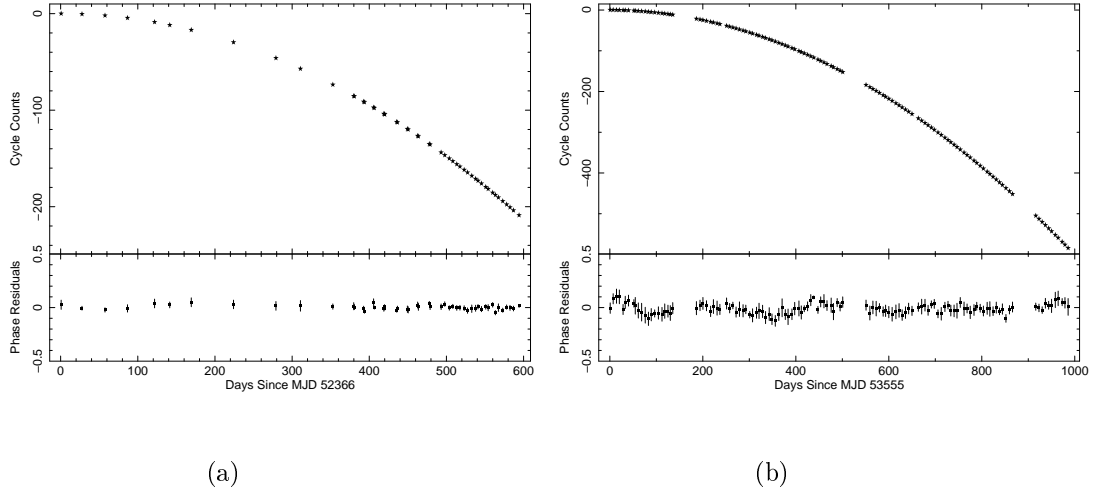 0
−100
−200
Cycle Counts
0.5
0
−0.5
Phase Residuals
0 100 200 300 400 500 600
Days Since MJD 52366
(a)
0
−200
−400
Cycle Counts
0.5
0
−0.5
Phase Residuals
0 200 400 600 800 1000
Days Since MJD 53555
(b)